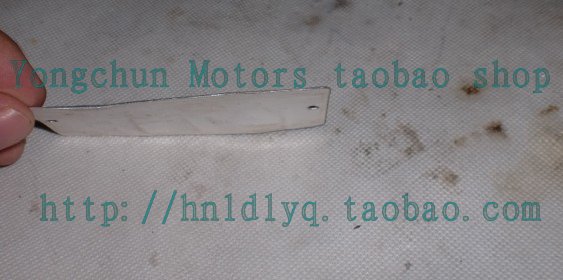 Yongchun Motors taobao shop
http://hnldlyq.taobao.com